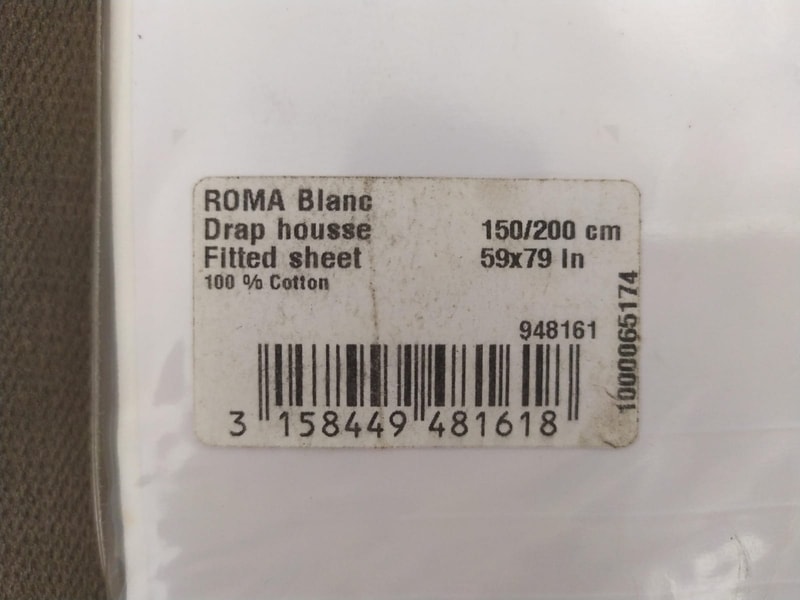 ROMA Blanc
Drap housse 150/200 cm
Fitted sheet 59x79 In
100 % Cotton
948161
3 158449 481618
1000065174